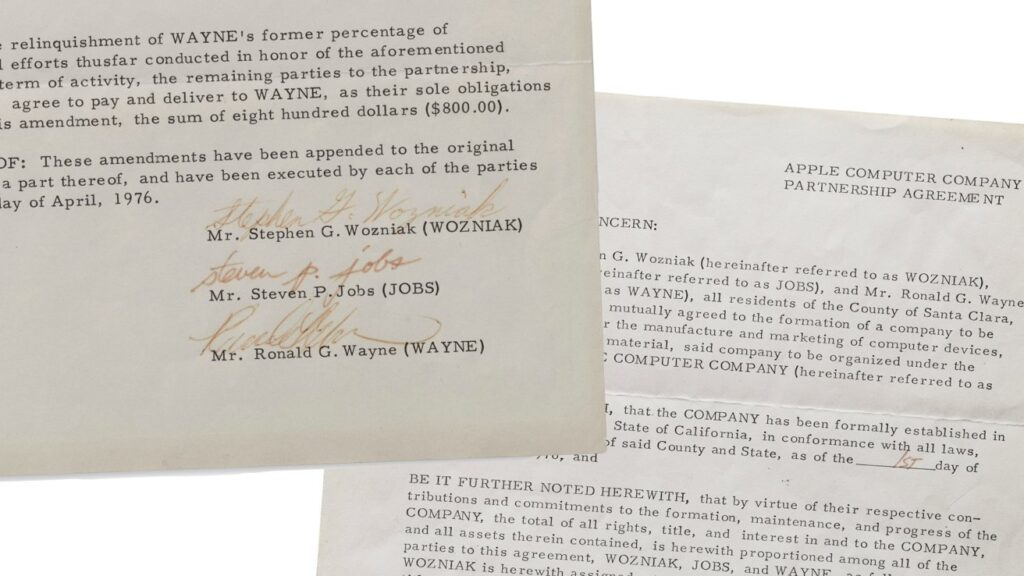 relinquishment of WAYNE's former percentage of
efforts thusfar conducted in honor of the aforementioned
term of activity, the remaining parties to the partnership,
agree to pay and deliver to WAYNE, as their sole obligations
is amendment, the sum of eight hundred dollars ($800.00).
OF: These amendments have been appended to the original
a part thereof, and have been executed by each of the parties
day of April, 1976.
Stephen G. Wozniak
Mr. Stephen G. Wozniak (WOZNIAK)
steven p. jobs
Mr. Steven P. Jobs (JOBS)
Mr. Ronald G. Wayne (WAYNE)
APPLE COMPUTER COMPANY
PARTNERSHIP AGREEMENT
NCERN:
n G. Wozniak (hereinafter referred to as WOZNIAK),
reinafter referred to as JOBS), and Mr. Ronald G. Wayne
as WAYNE), all residents of the County of Santa Clara,
mutually agreed to the formation of a company to be
r the manufacture and marketing of computer devices,
material, said company to be organized under the
COMPUTER COMPANY (hereinafter referred to as
, that the COMPANY has been formally established in
State of California, in conformance with all laws,
of said County and State, as of the 1st day of
and
BE IT FURTHER NOTED HEREWITH, that by virtue of their respective con-
tributions and commitments to the formation, maintenance, and progress of the
COMPANY, the total of all rights, title, and interest in and to the COMPANY,
and all assets therein contained, is herewith proportioned among all of the
parties to this agreement, WOZNIAK, JOBS, and WAYNE, as
WOZNIAK is herewith